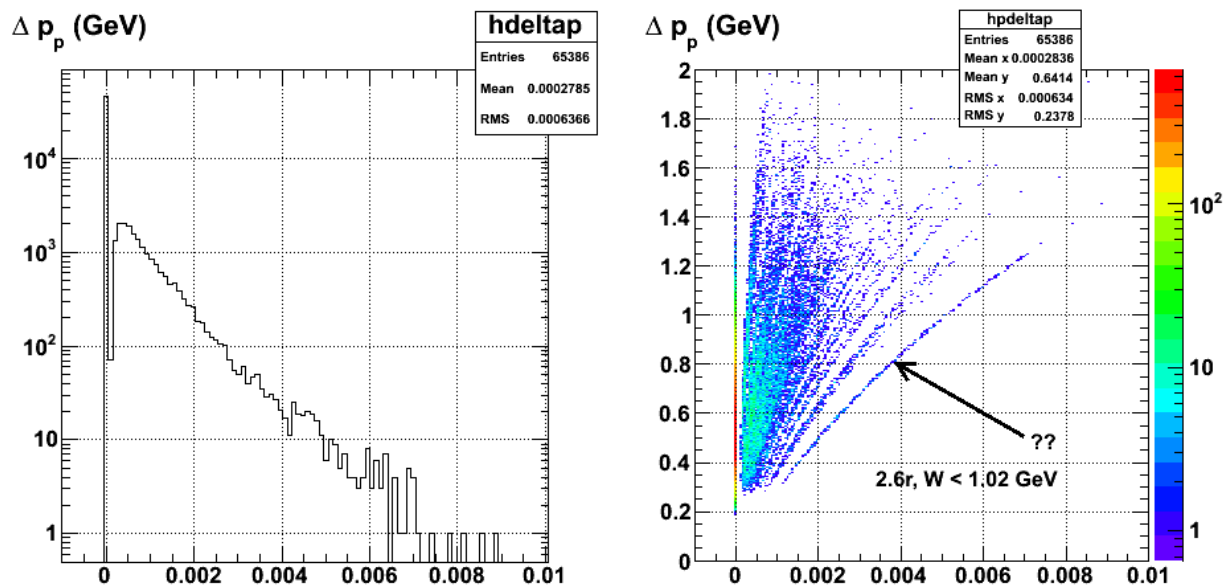 Δ p_p (GeV)
hdeltap
Entries 65386
Mean 0.0002785
RMS 0.0006366
10^4
10^3
10^2
10
1
0 0.002 0.004 0.006 0.008 0.01
Δ p_p (GeV)
hpdeltap
Entries 65386
Mean x 0.0002836
Mean y 0.6414
RMS x 0.000634
RMS y 0.2378
2
1.8
1.6
1.4
1.2
1
0.8
0.6
0.4
0.2
0
??
2.6r, W < 1.02 GeV
0 0.002 0.004 0.006 0.008 0.01
10^2
10
1